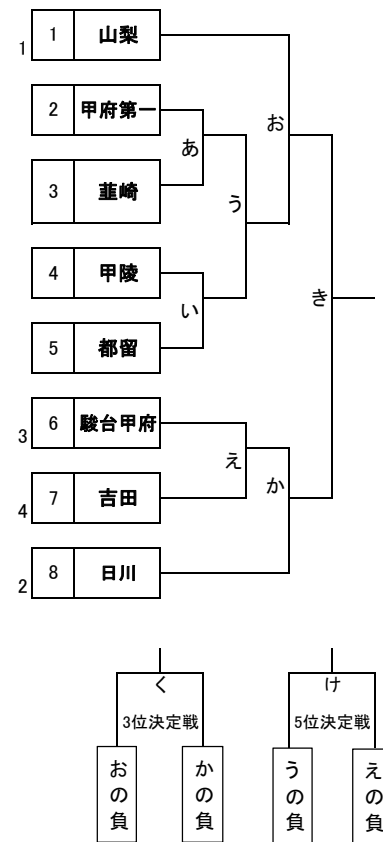 1 1 山梨
2 甲府第一
3 韮崎
4 甲陵
5 都留
3 6 駿台甲府
4 7 吉田
2 8 日川
あ
い
う
え
お
か
き
く
3位決定戦
おの負
かの負
け
5位決定戦
うの負
えの負